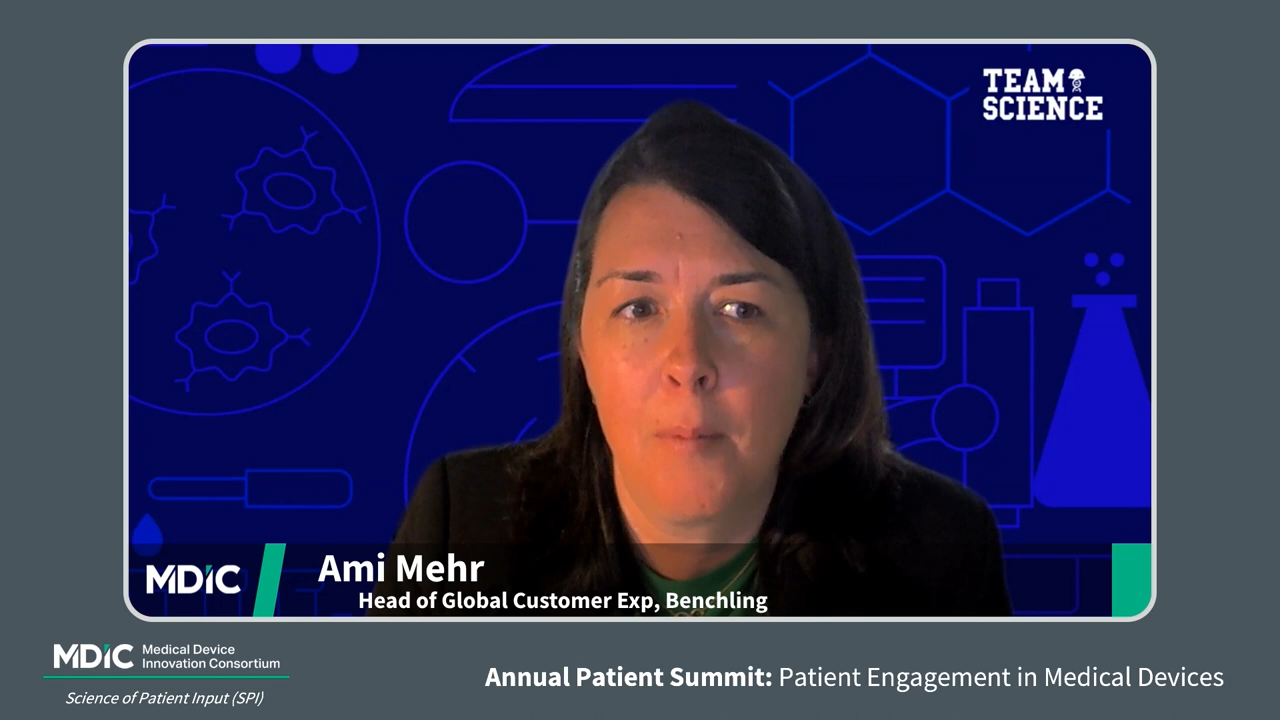 TEAM
SCIENCE
MDIC
Ami Mehr
Head of Global Customer Exp, Benchling
MDIC Medical Device
Innovation Consortium
Science of Patient Input (SPI)
Annual Patient Summit: Patient Engagement in Medical Devices